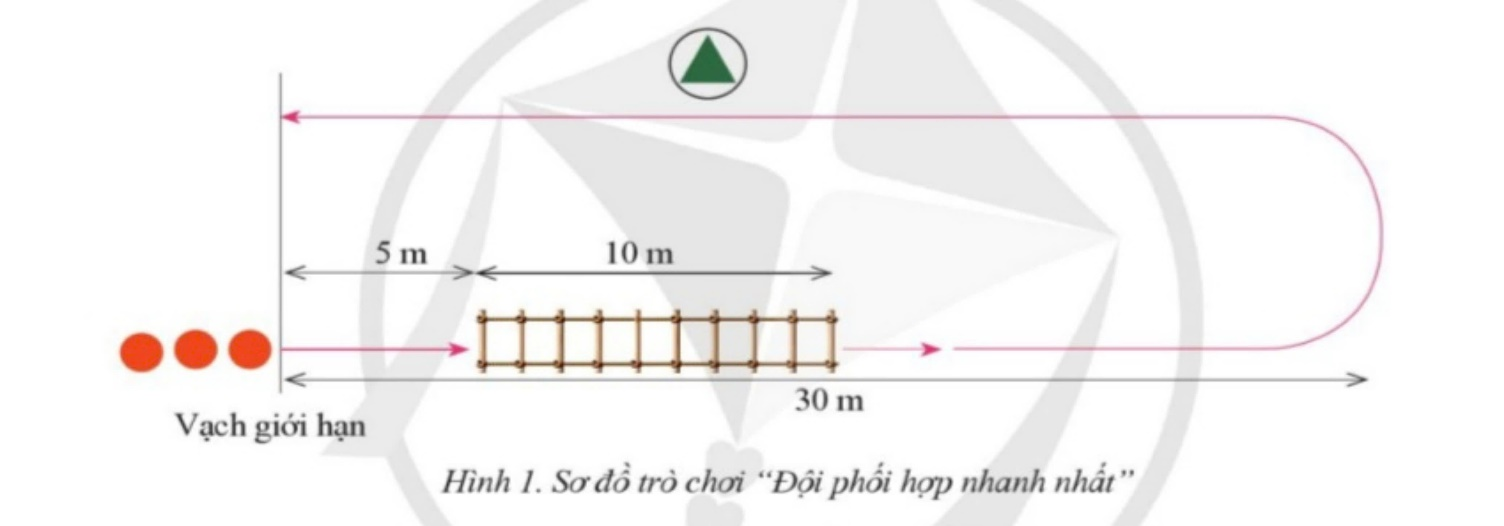 5 m
10 m
30 m
Vạch giới hạn
Hình 1. Sơ đồ trò chơi “Đội phối hợp nhanh nhất”